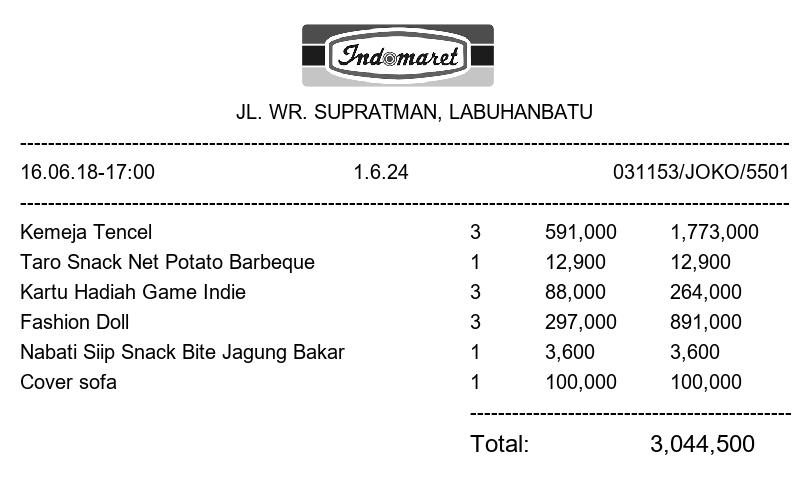 Indomaret
JL. WR. SUPRATMAN, LABUHANBATU
--------------------------------------------------------------------------------
16.06.18-17:00 1.6.24 031153/JOKO/5501
--------------------------------------------------------------------------------
Kemeja Tencel 3 591,000 1,773,000
Taro Snack Net Potato Barbeque 1 12,900 12,900
Kartu Hadiah Game Indie 3 88,000 264,000
Fashion Doll 3 297,000 891,000
Nabati Siip Snack Bite Jagung Bakar 1 3,600 3,600
Cover sofa 1 100,000 100,000
----------------------------------------------
Total: 3,044,500